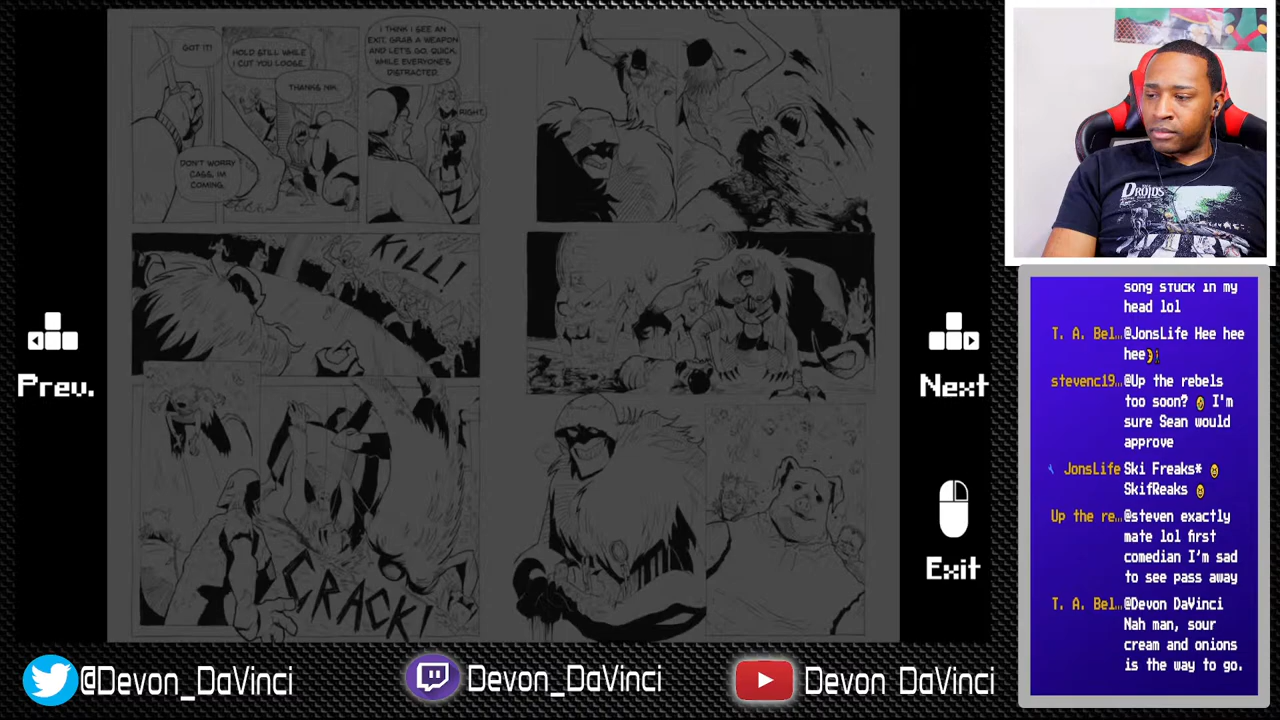 GOT IT!
DON'T WORRY
CASS, IM
COMING.
HOLD STILL WHILE
I CUT YOU LOOSE.
THANKS NIK.
I THINK I SEE AN
EXIT, GRAB A WEAPON
AND LET'S GO, QUICK,
WHILE EVERYONE'S
DISTRACTED.
RIGHT.
KILL!
Prev.
Next
Exit
DROIDS
song stuck in my
head lol
T. A. Bel… @JonsLife Hee hee
hee
stevenc19… @Up the rebels
too soon? I'm
sure Sean would
approve
JonsLife Ski Freaks*
SkifReaks
Up the re… @steven exactly
mate lol first
comedian I'm sad
to see pass away
T. A. Bel… @Devon DaVinci
Nah man, sour
cream and onions
is the way to go.
@Devon_DaVinci
Devon_DaVinci
Devon DaVinci